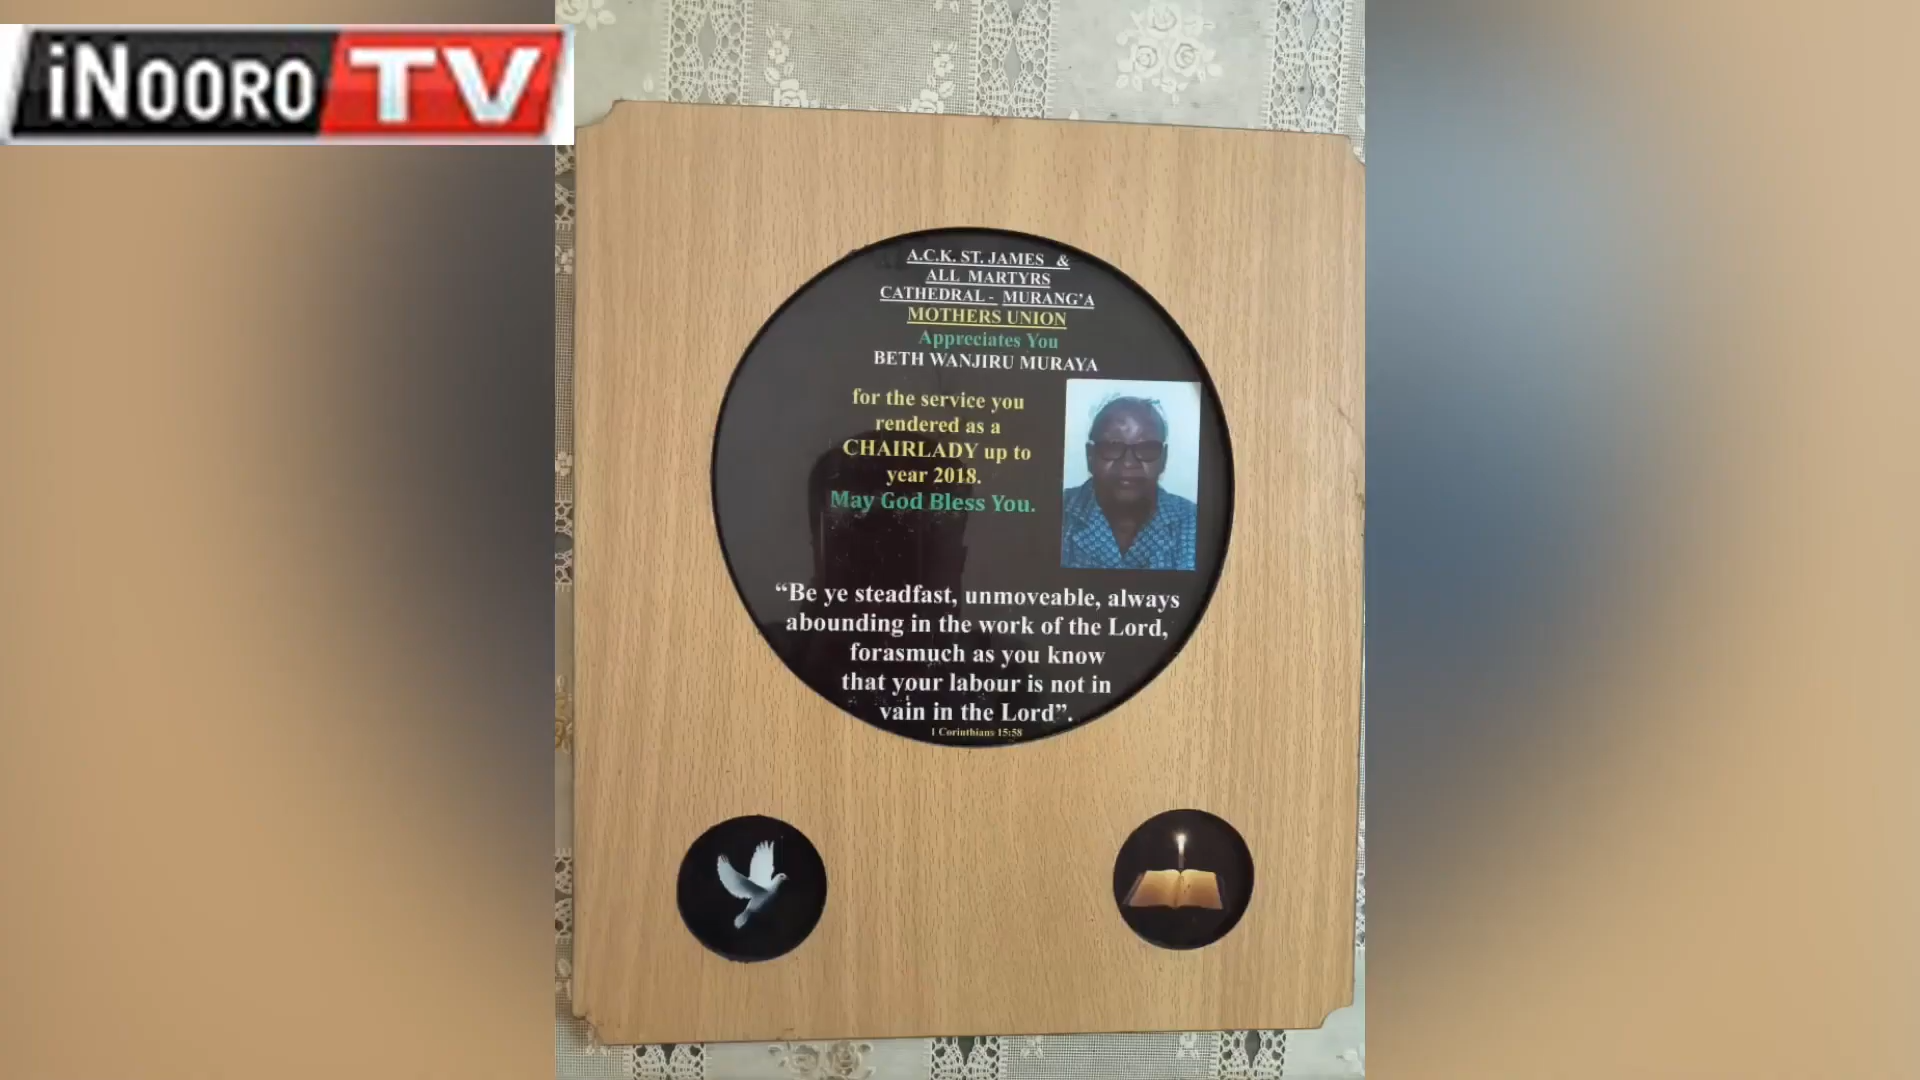 iNOORO TV
A.C.K. ST. JAMES &
ALL MARTYRS
CATHEDRAL - MURANG'A
MOTHERS UNION
Appreciates You
BETH WANJIRU MURAYA
for the service you
rendered as a
CHAIRLADY up to
year 2018.
May God Bless You.
“Be ye steadfast, unmoveable, always
abounding in the work of the Lord,
forasmuch as you know
that your labour is not in
vain in the Lord”.
1 Corinthians 15:58